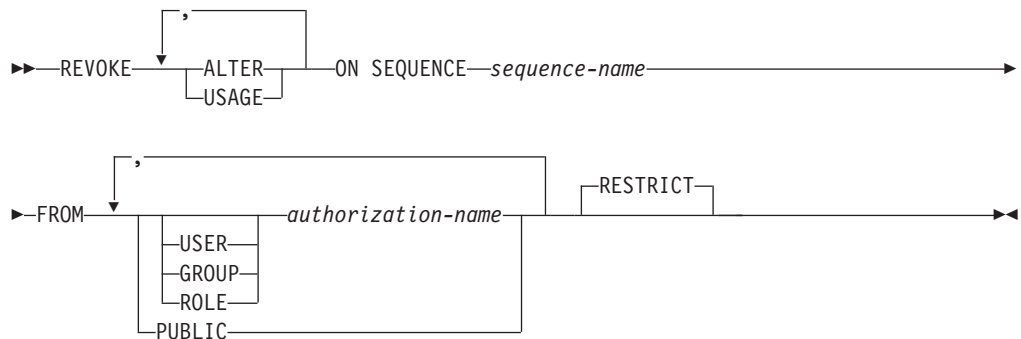 ,
REVOKE ALTER ON SEQUENCE sequence-name
USAGE
,
RESTRICT
FROM authorization-name
USER
GROUP
ROLE
PUBLIC